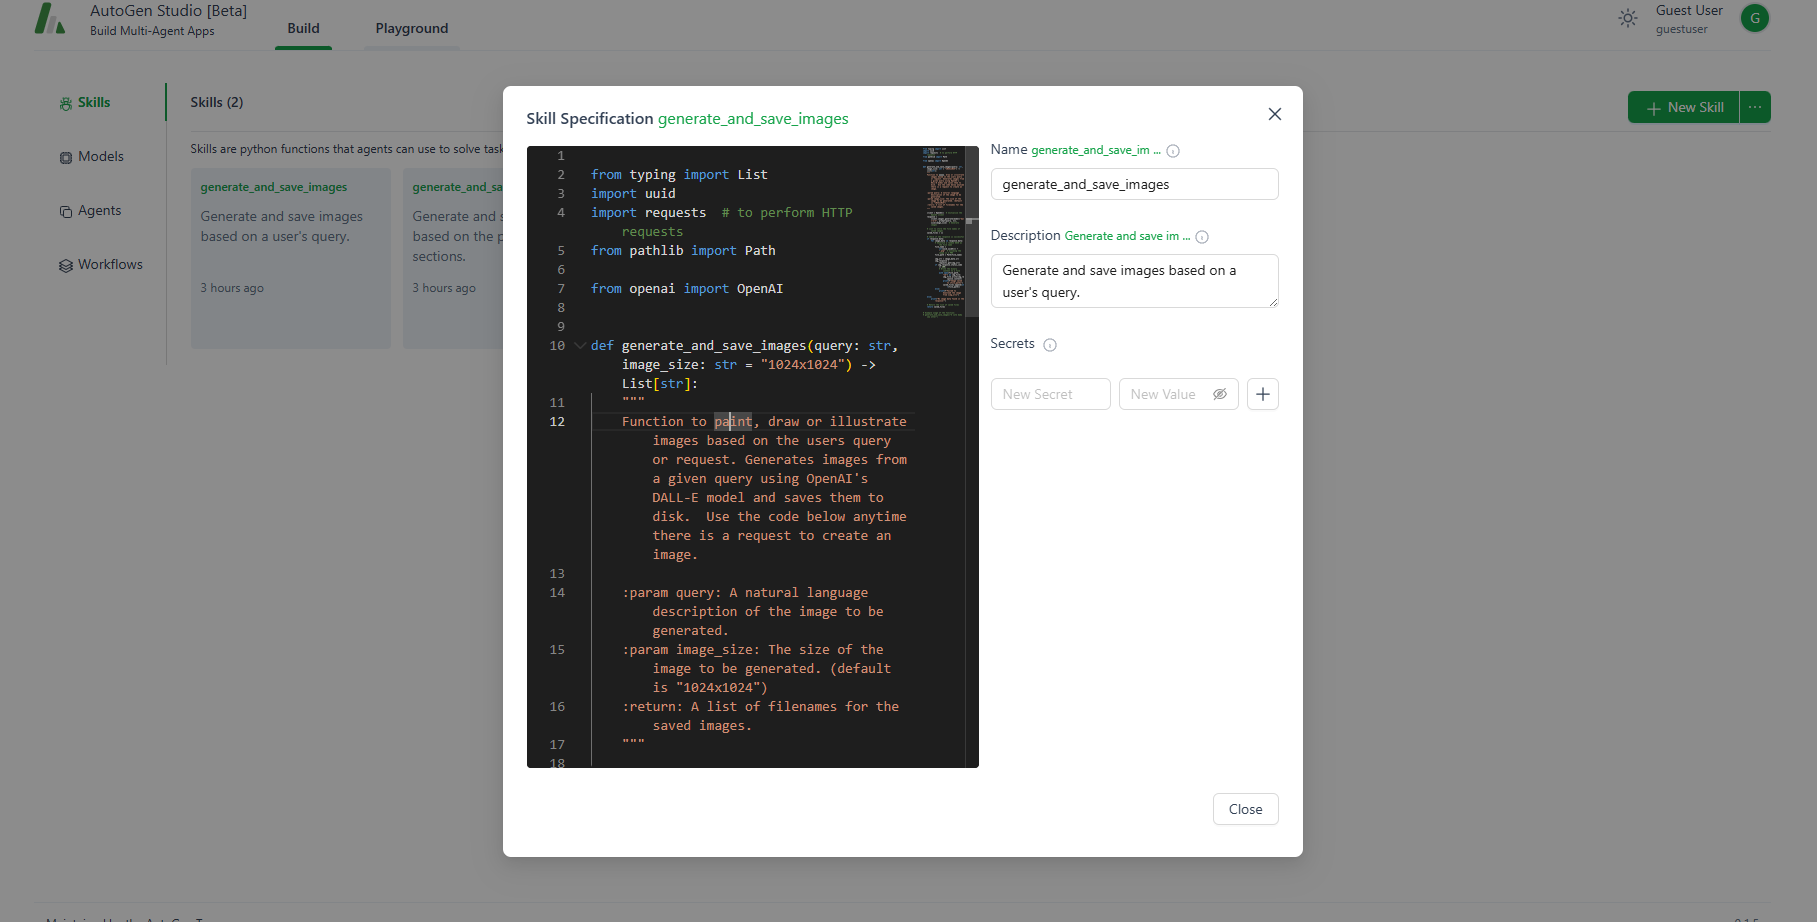 AutoGen Studio [Beta]
Build Multi-Agent Apps
Build
Playground
Guest User
guestuser
G
Skills
Models
Agents
Workflows
Skills (2)
New Skill
Skills are python functions that agents can use to solve task
generate_and_save_images
Generate and save images
based on a user's query.
3 hours ago
generate_and_sa
Generate and s
based on the p
sections.
3 hours ago
Skill Specification generate_and_save_images
1
2 from typing import List
3 import uuid
4 import requests  # to perform HTTP
requests
5 from pathlib import Path
6
7 from openai import OpenAI
8
9
10 def generate_and_save_images(query: str,
image_size: str = "1024x1024") ->
List[str]:
11 """
12 Function to paint, draw or illustrate
images based on the users query
or request. Generates images from
a given query using OpenAI's
DALL-E model and saves them to
disk.  Use the code below anytime
there is a request to create an
image.
13
14 :param query: A natural language
description of the image to be
generated.
15 :param image_size: The size of the
image to be generated. (default
is "1024x1024")
16 :return: A list of filenames for the
saved images.
17 """
18
Name generate_and_save_im ...
generate_and_save_images
Description Generate and save im ...
Generate and save images based on a
user's query.
Secrets
New Secret
New Value
Close